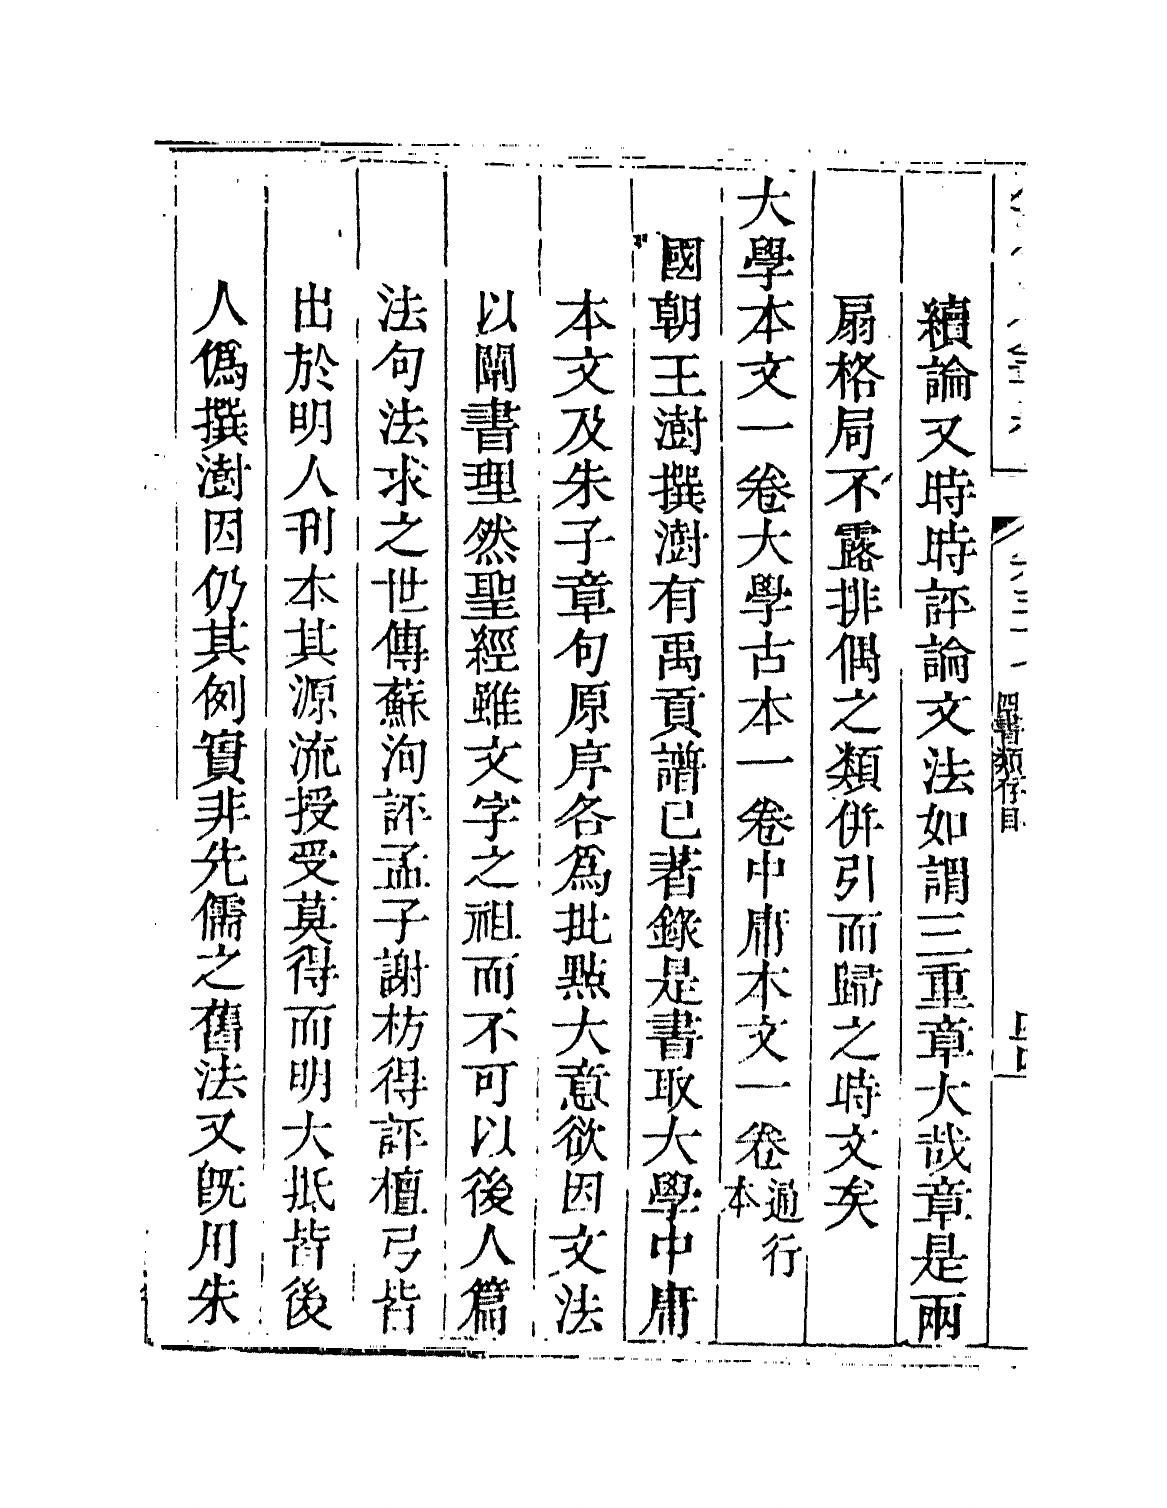 四書類存目
續論又時時評論文法如謂三重章大哉章是兩
扇格局不露排偶之類併引而歸之時文矣
大學本文一卷大學古本一卷中庸本文一卷通行本
國朝王澍撰澍有禹貢譜已著錄是書取大學中庸
本文及朱子章句原序各為批點大意欲因文法
以闡書理然聖經雖文字之祖而不可以後人篇
法句法求之世傳蘇洵評孟子謝枋得評檀弓皆
出於明人刊本其源流授受莫得而明大抵皆後
人僞撰澍因仍其例實非先儒之舊法又旣用朱